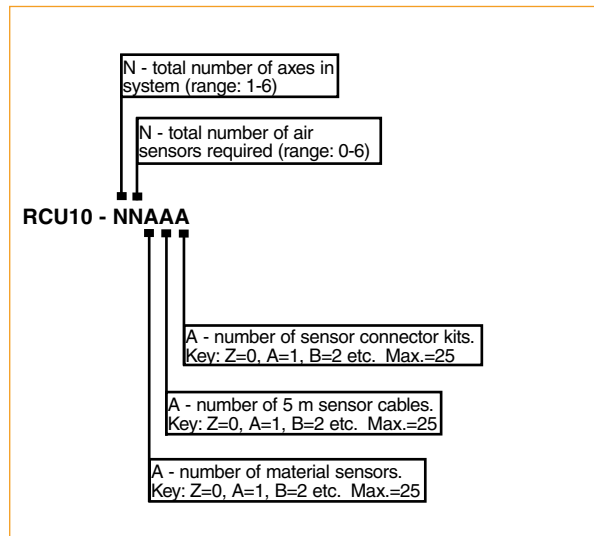 N - total number of axes in
system (range: 1-6)
N - total number of air
sensors required (range: 0-6)
RCU10 - NNAAA
A - number of sensor connector kits.
Key: Z=0, A=1, B=2 etc.  Max.=25
A - number of 5 m sensor cables.
Key: Z=0, A=1, B=2 etc.  Max.=25
A - number of material sensors.
Key: Z=0, A=1, B=2 etc.  Max.=25